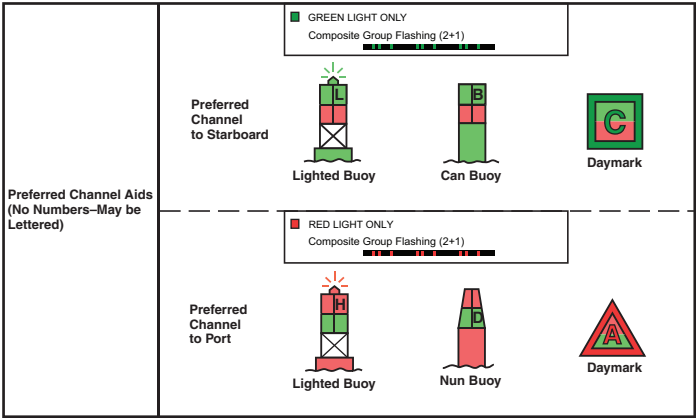 GREEN LIGHT ONLY
Composite Group Flashing (2+1)
Preferred
Channel
to Starboard
L
B
C
Lighted Buoy
Can Buoy
Daymark
Preferred Channel Aids
(No Numbers–May be
Lettered)
RED LIGHT ONLY
Composite Group Flashing (2+1)
Preferred
Channel
to Port
H
D
A
Lighted Buoy
Nun Buoy
Daymark